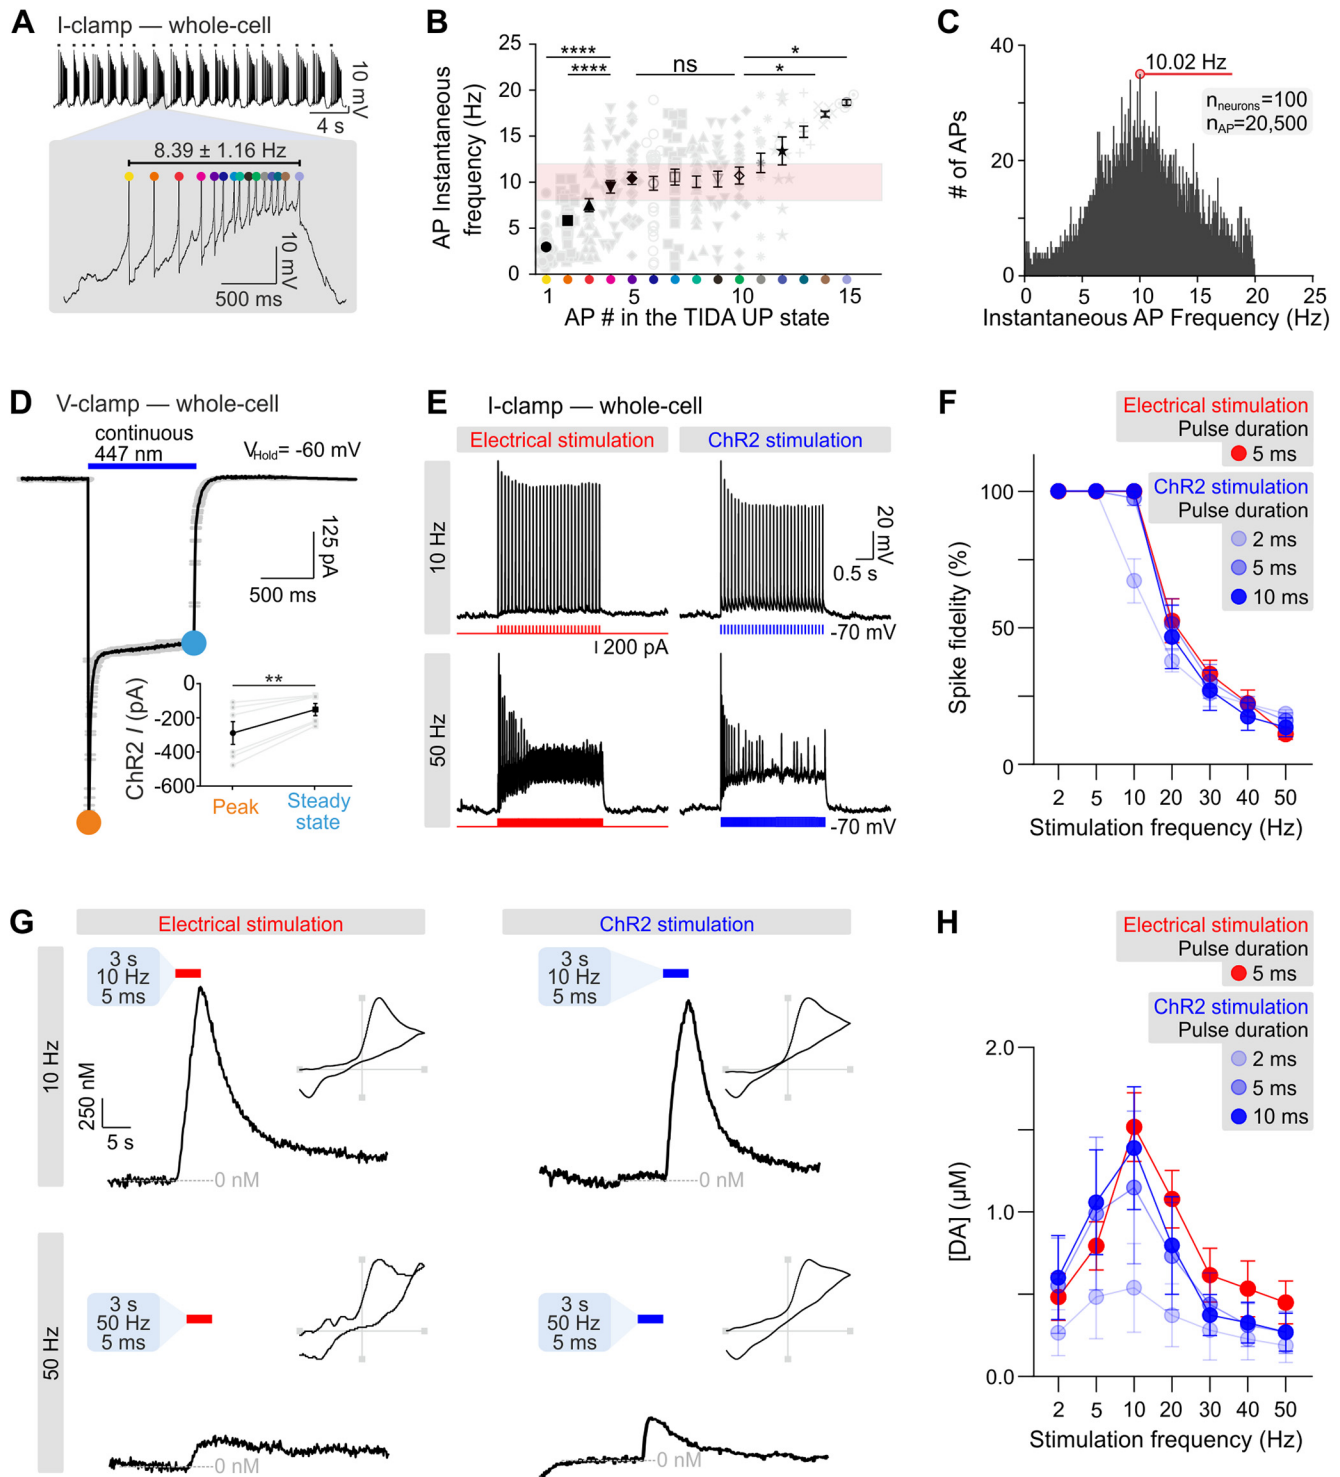 A
I-clamp — whole-cell
10 mV
4 s
8.39 ± 1.16 Hz
10 mV
500 ms
B
25
20
15
10
5
0
AP Instantaneous
frequency (Hz)
****
****
ns
*
*
1
5
10
15
AP # in the TIDA UP state
C
40
30
20
10
0
# of APs
10.02 Hz
nneurons=100
nAP=20,500
0
5
10
15
20
25
Instantaneous AP Frequency (Hz)
D
V-clamp — whole-cell
continuous
447 nm
VHold= -60 mV
125 pA
500 ms
ChR2 I (pA)
0
-200
-400
-600
**
Peak
Steady
state
E
I-clamp — whole-cell
Electrical stimulation
ChR2 stimulation
10 Hz
20 mV
0.5 s
-70 mV
200 pA
50 Hz
-70 mV
F
Electrical stimulation
Pulse duration
5 ms
ChR2 stimulation
Pulse duration
2 ms
5 ms
10 ms
100
50
0
Spike fidelity (%)
2
5
10
20
30
40
50
Stimulation frequency (Hz)
G
Electrical stimulation
ChR2 stimulation
10 Hz
3 s
10 Hz
5 ms
250 nM
5 s
0 nM
3 s
10 Hz
5 ms
0 nM
50 Hz
3 s
50 Hz
5 ms
0 nM
3 s
50 Hz
5 ms
0 nM
H
Electrical stimulation
Pulse duration
5 ms
ChR2 stimulation
Pulse duration
2 ms
5 ms
10 ms
2.0
1.0
0.0
[DA] (µM)
2
5
10
20
30
40
50
Stimulation frequency (Hz)